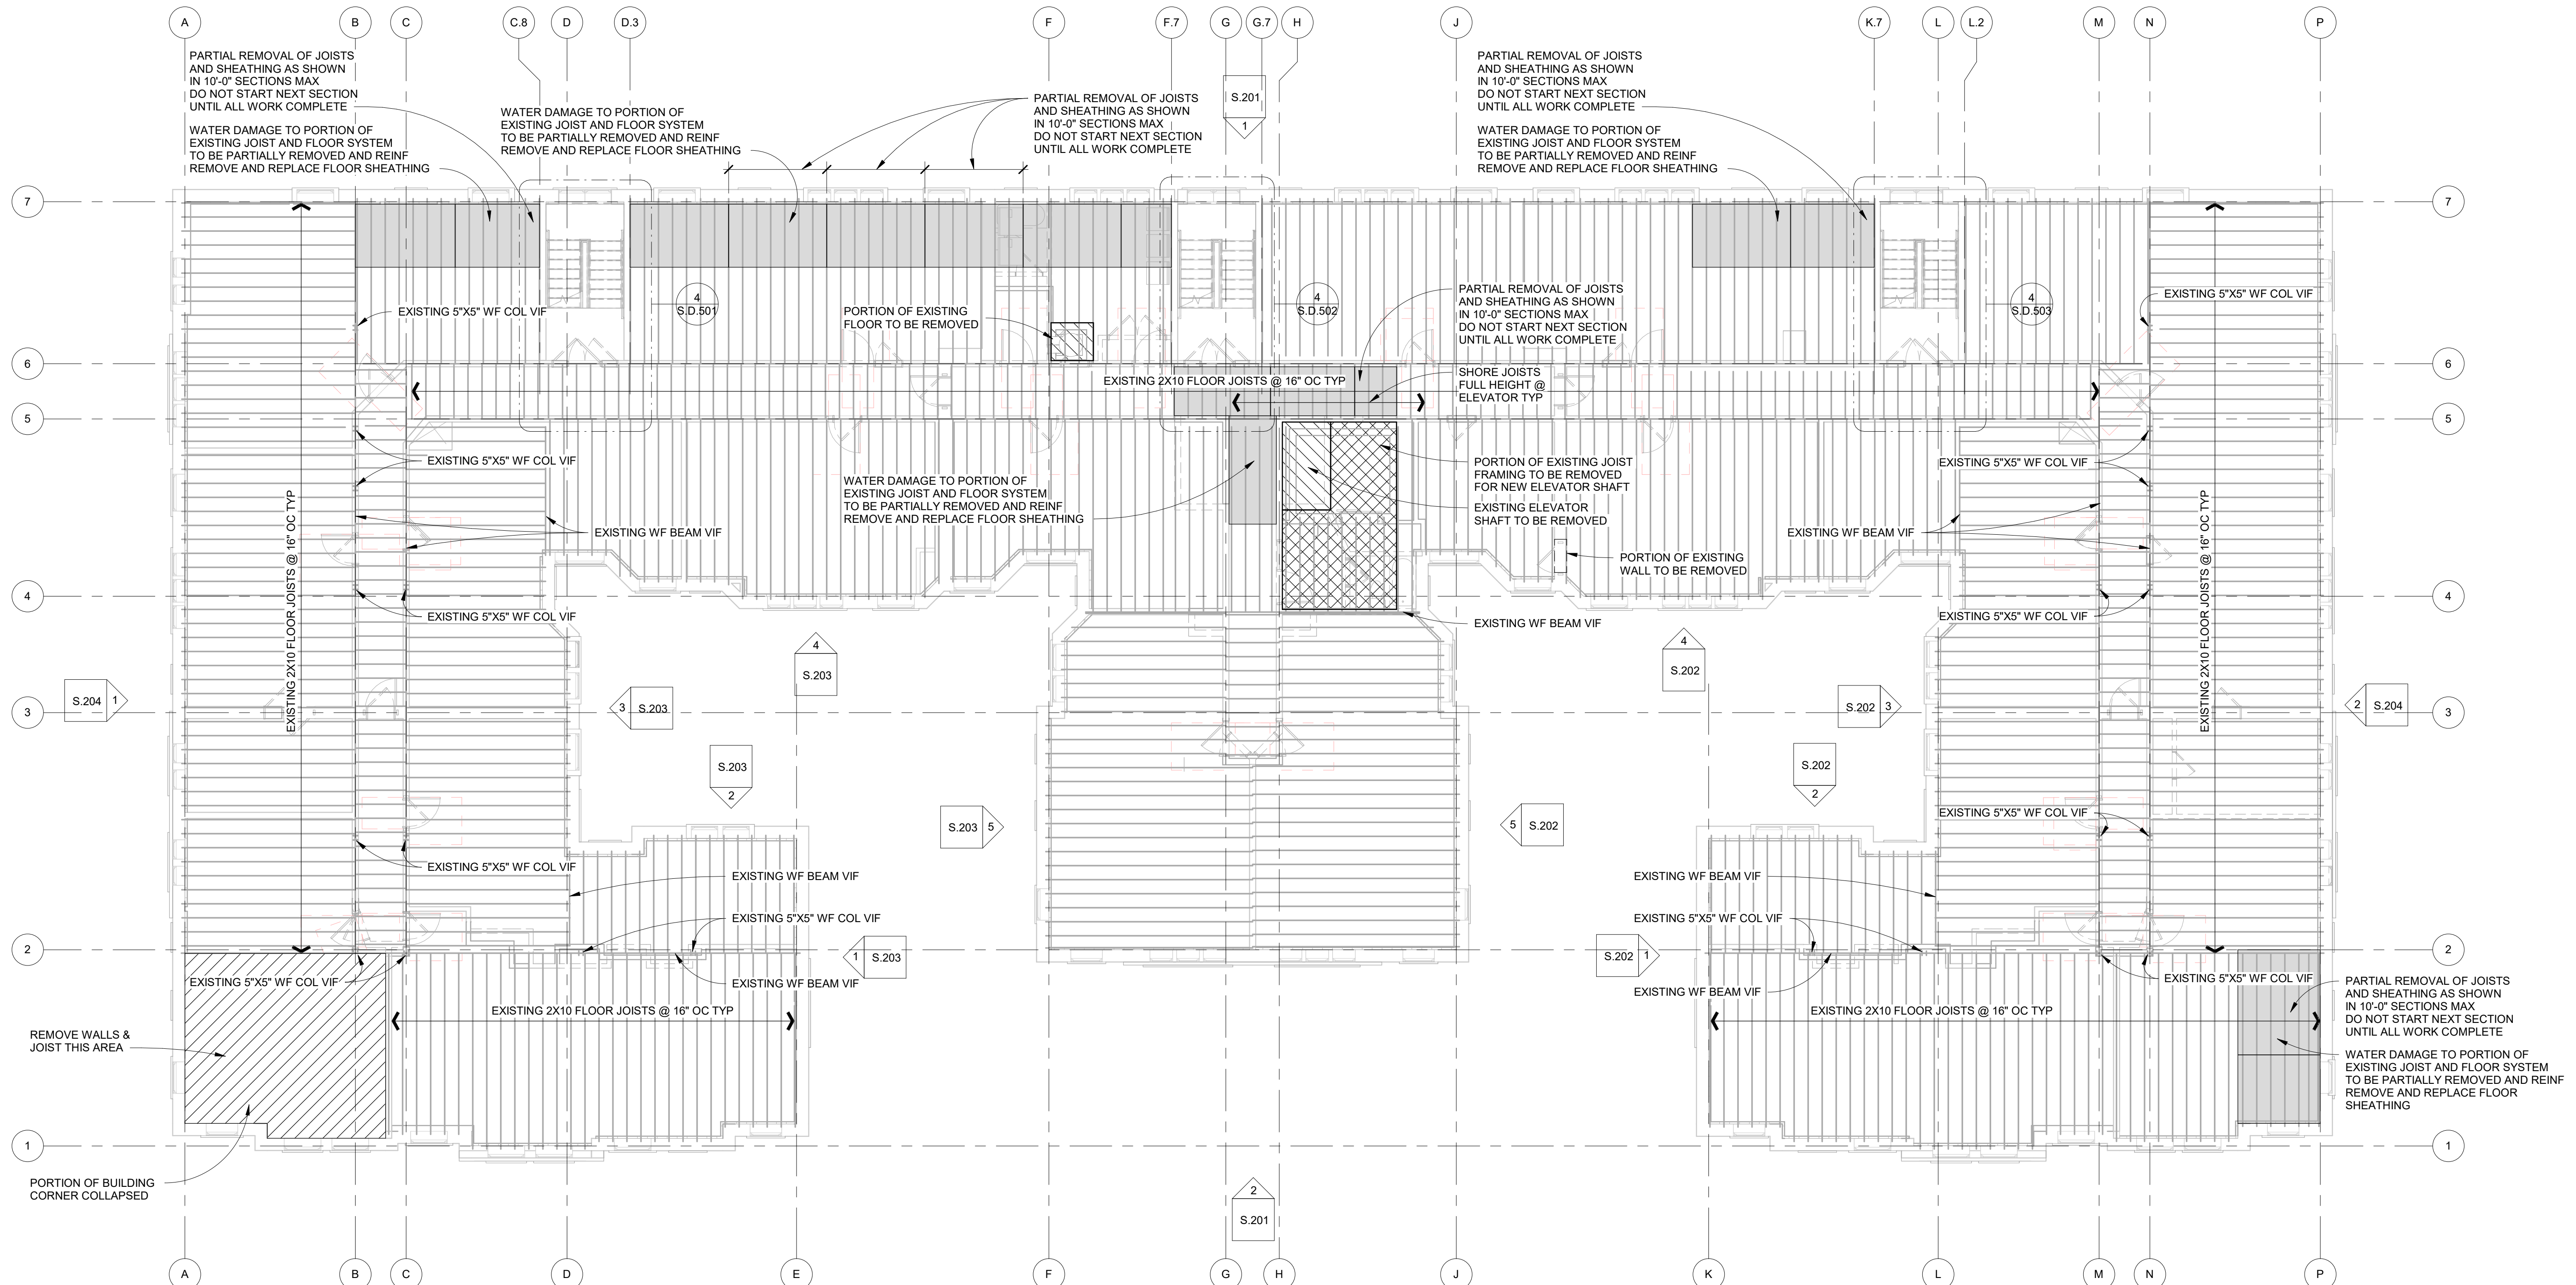 A
B
C
C.8
D
D.3
F
F.7
G
G.7
H
J
K.7
L
L.2
M
N
P
PARTIAL REMOVAL OF JOISTS
AND SHEATHING AS SHOWN
IN 10'-0" SECTIONS MAX
DO NOT START NEXT SECTION
UNTIL ALL WORK COMPLETE
WATER DAMAGE TO PORTION OF
EXISTING JOIST AND FLOOR SYSTEM
TO BE PARTIALLY REMOVED AND REINF
REMOVE AND REPLACE FLOOR SHEATHING
WATER DAMAGE TO PORTION OF
EXISTING JOIST AND FLOOR SYSTEM
TO BE PARTIALLY REMOVED AND REINF
REMOVE AND REPLACE FLOOR SHEATHING
PARTIAL REMOVAL OF JOISTS
AND SHEATHING AS SHOWN
IN 10'-0" SECTIONS MAX
DO NOT START NEXT SECTION
UNTIL ALL WORK COMPLETE
S.201
1
PARTIAL REMOVAL OF JOISTS
AND SHEATHING AS SHOWN
IN 10'-0" SECTIONS MAX
DO NOT START NEXT SECTION
UNTIL ALL WORK COMPLETE
WATER DAMAGE TO PORTION OF
EXISTING JOIST AND FLOOR SYSTEM
TO BE PARTIALLY REMOVED AND REINF
REMOVE AND REPLACE FLOOR SHEATHING
7
7
EXISTING 5"X5" WF COL VIF
4
S.D.501
PORTION OF EXISTING
FLOOR TO BE REMOVED
4
S.D.502
PARTIAL REMOVAL OF JOISTS
AND SHEATHING AS SHOWN
IN 10'-0" SECTIONS MAX
DO NOT START NEXT SECTION
UNTIL ALL WORK COMPLETE
4
S.D.503
EXISTING 5"X5" WF COL VIF
6
6
EXISTING 2X10 FLOOR JOISTS @ 16" OC TYP
SHORE JOISTS
FULL HEIGHT @
ELEVATOR TYP
5
5
EXISTING 5"X5" WF COL VIF
WATER DAMAGE TO PORTION OF
EXISTING JOIST AND FLOOR SYSTEM
TO BE PARTIALLY REMOVED AND REINF
REMOVE AND REPLACE FLOOR SHEATHING
PORTION OF EXISTING JOIST
FRAMING TO BE REMOVED
FOR NEW ELEVATOR SHAFT
EXISTING ELEVATOR
SHAFT TO BE REMOVED
EXISTING 5"X5" WF COL VIF
EXISTING 2X10 FLOOR JOISTS @ 16" OC TYP
EXISTING WF BEAM VIF
EXISTING WF BEAM VIF
EXISTING 2X10 FLOOR JOISTS @ 16" OC TYP
PORTION OF EXISTING
WALL TO BE REMOVED
4
4
EXISTING 5"X5" WF COL VIF
EXISTING WF BEAM VIF
EXISTING 5"X5" WF COL VIF
4
S.203
4
S.202
S.204
1
3
S.203
S.202
3
2
S.204
3
3
S.203
2
S.202
2
S.203
5
5
S.202
EXISTING 5"X5" WF COL VIF
EXISTING 5"X5" WF COL VIF
EXISTING WF BEAM VIF
EXISTING WF BEAM VIF
EXISTING 5"X5" WF COL VIF
EXISTING 5"X5" WF COL VIF
2
2
1
S.203
S.202
1
EXISTING 5"X5" WF COL VIF
EXISTING WF BEAM VIF
EXISTING WF BEAM VIF
EXISTING 5"X5" WF COL VIF
EXISTING 2X10 FLOOR JOISTS @ 16" OC TYP
EXISTING 2X10 FLOOR JOISTS @ 16" OC TYP
PARTIAL REMOVAL OF JOISTS
AND SHEATHING AS SHOWN
IN 10'-0" SECTIONS MAX
DO NOT START NEXT SECTION
UNTIL ALL WORK COMPLETE
REMOVE WALLS &
JOIST THIS AREA
WATER DAMAGE TO PORTION OF
EXISTING JOIST AND FLOOR SYSTEM
TO BE PARTIALLY REMOVED AND REINF
REMOVE AND REPLACE FLOOR
SHEATHING
1
1
PORTION OF BUILDING
CORNER COLLAPSED
2
S.201
A
B
C
D
E
F
G
H
J
K
L
M
N
P